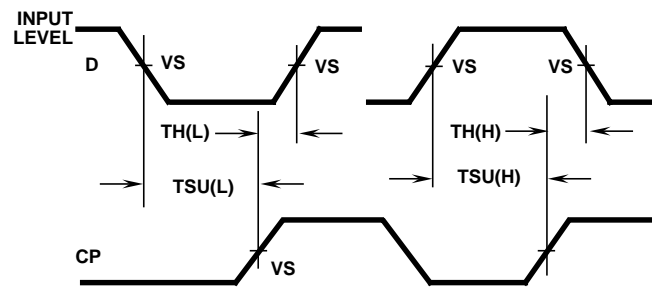 INPUT
LEVEL
D
VS
VS
VS
VS
TH(L)
TH(H)
TSU(L)
TSU(H)
CP
VS